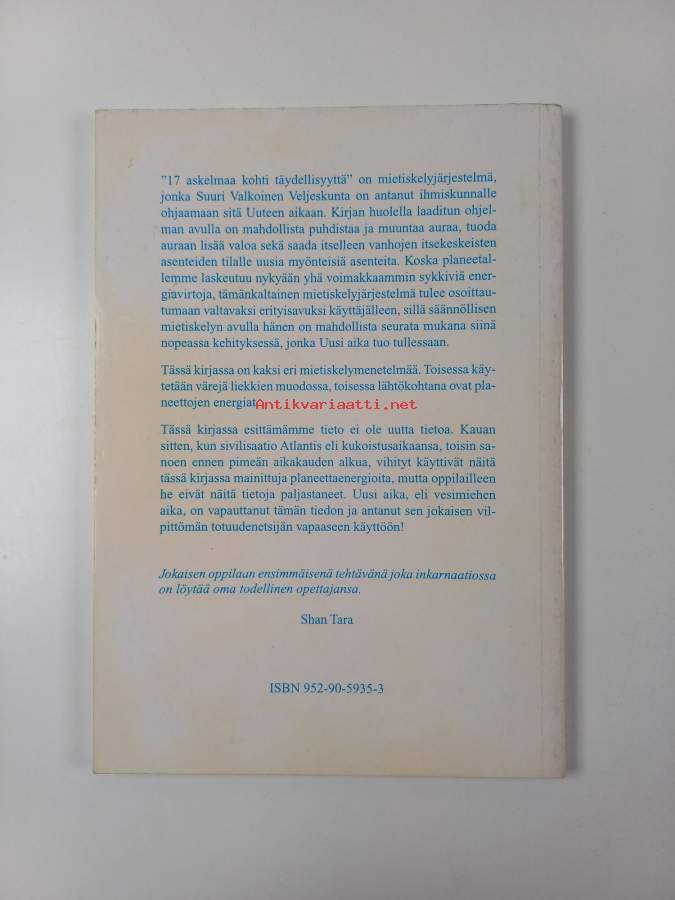 ”17 askelmaa kohti täydellisyyttä” on mietiskelyjärjestelmä,
jonka Suuri Valkoinen Veljeskunta on antanut ihmiskunnalle
ohjaamaan sitä Uuteen aikaan. Kirjan huolella laaditun ohjel-
man avulla on mahdollista puhdistaa ja muuntaa auraa, tuoda
auraan lisää valoa sekä saada itselleen vanhojen itsekeskeisten
asenteiden tilalle uusia myönteisiä asenteita. Koska planeetal-
lemme laskeutuu nykyään yhä voimakkaammin sykkiviä ener-
giavirtoja, tämänkaltainen mietiskelyjärjestelmä tulee osoittau-
tumaan valtavaksi erityisavuksi käyttäjälleen, sillä säännöllisen
mietiskelyn avulla hänen on mahdollista seurata mukana siinä
nopeassa kehityksessä, jonka Uusi aika tuo tullessaan.
Tässä kirjassa on kaksi eri mietiskelymenetelmää. Toisessa käy-
tetään värejä liekkien muodossa, toisessa lähtökohtana ovat pla-
neettojen energiat.
Antikvariaatti.net
Tässä kirjassa esittämämme tieto ei ole uutta tietoa. Kauan
sitten, kun sivilisaatio Atlantis eli kukoistusaikaansa, toisin sa-
noen ennen pimeän aikakauden alkua, vihityt käyttivät näitä
tässä kirjassa mainittuja planeettaenergioita, mutta oppilailleen
he eivät näitä tietoja paljastaneet. Uusi aika, eli vesimiehen
aika, on vapauttanut tämän tiedon ja antanut sen jokaisen vil-
pittömän totuudenetsijän vapaaseen käyttöön!
Jokaisen oppilaan ensimmäisenä tehtävänä joka inkarnaatiossa
on löytää oma todellinen opettajansa.
Shan Tara
ISBN 952-90-5935-3